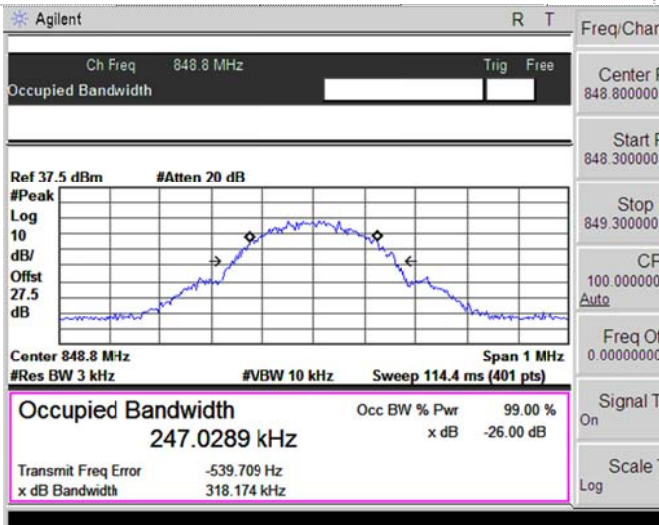 Agilent R T
Ch Freq 848.8 MHz Trig Free
Occupied Bandwidth
Ref 37.5 dBm #Atten 20 dB
#Peak
Log
10
dB/
Offst
27.5
dB
Center 848.8 MHz Span 1 MHz
#Res BW 3 kHz #VBW 10 kHz Sweep 114.4 ms (401 pts)
Occupied Bandwidth Occ BW % Pwr 99.00 %
247.0289 kHz x dB -26.00 dB
Transmit Freq Error -539.709 Hz
x dB Bandwidth 318.174 kHz
Freq/Chan
Center F
848.800000
Start F
848.300000
Stop
849.300000
CF
100.000000
Auto
Freq Of
0.00000000
Signal T
On
Scale T
Log